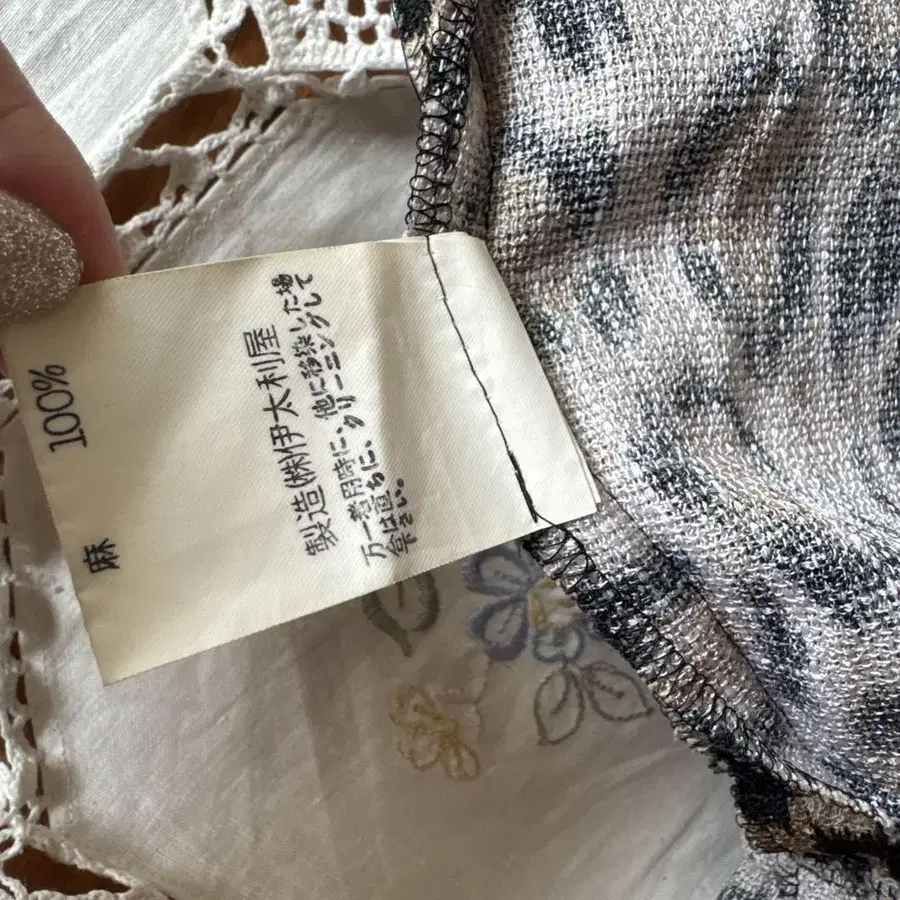 麻 100%
製造(株)伊太利屋
万一着用時に、他に移染した場
合は直ちに、クリーニングして
下さい。